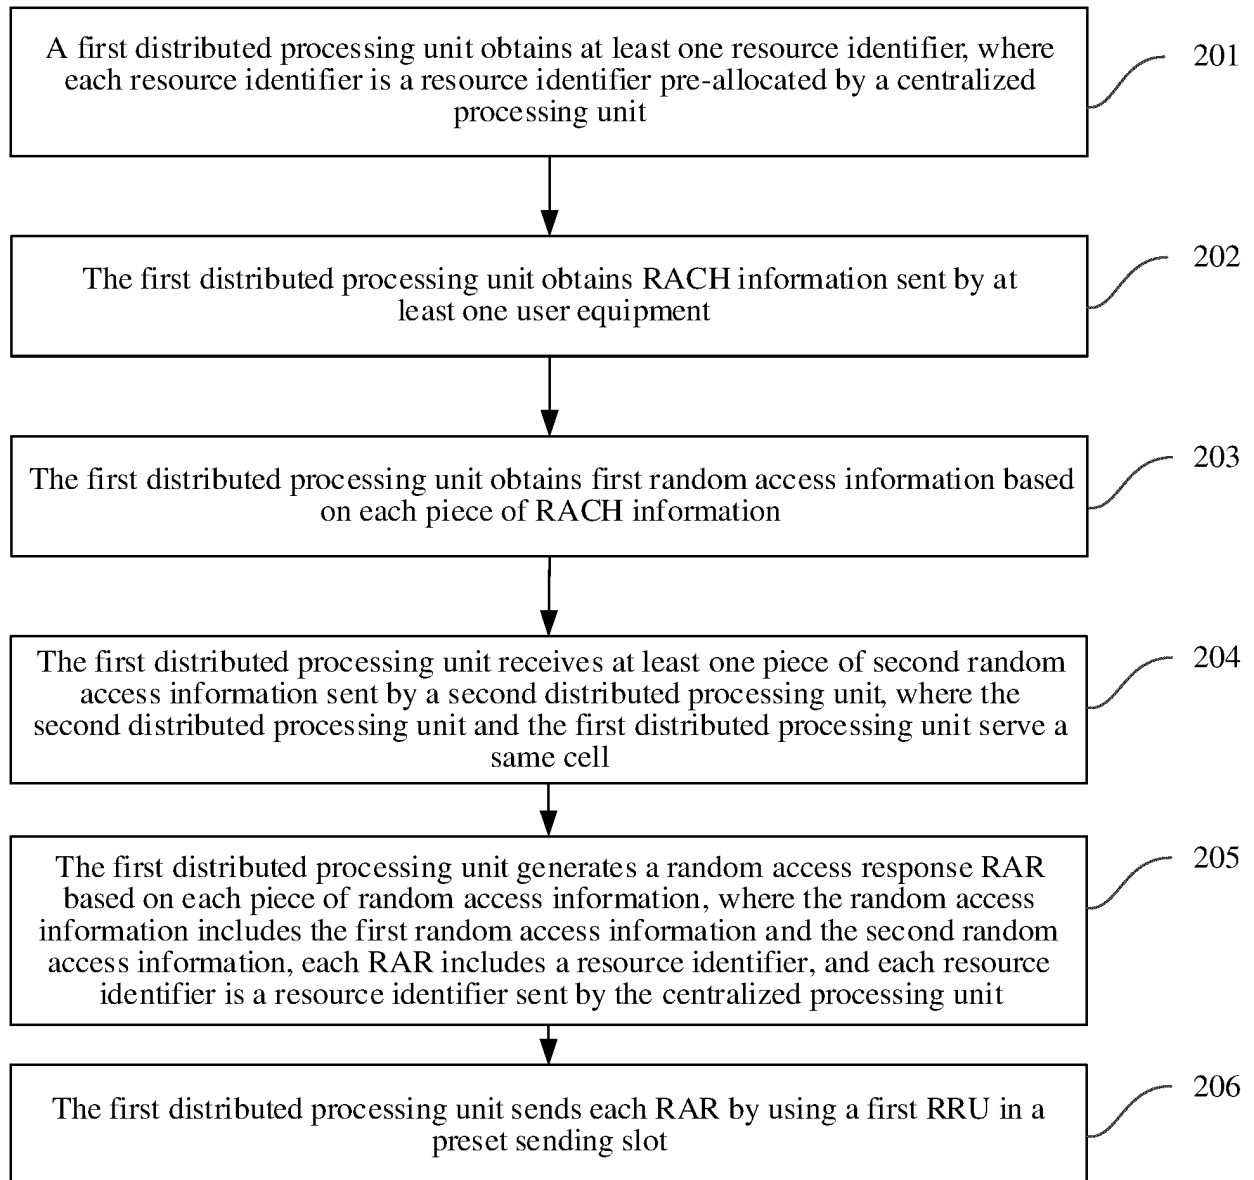 A first distributed processing unit obtains at least one resource identifier, where
each resource identifier is a resource identifier pre-allocated by a centralized
processing unit
201
The first distributed processing unit obtains RACH information sent by at
least one user equipment
202
The first distributed processing unit obtains first random access information based
on each piece of RACH information
203
The first distributed processing unit receives at least one piece of second random
access information sent by a second distributed processing unit, where the
second distributed processing unit and the first distributed processing unit serve a
same cell
204
The first distributed processing unit generates a random access response RAR
based on each piece of random access information, where the random access
information includes the first random access information and the second random
access information, each RAR includes a resource identifier, and each resource
identifier is a resource identifier sent by the centralized processing unit
205
The first distributed processing unit sends each RAR by using a first RRU in a
preset sending slot
206